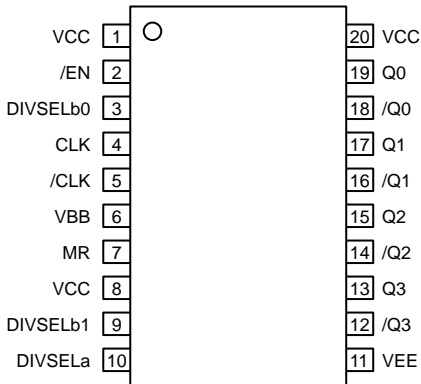 VCC 1 20 VCC
/EN 2 19 Q0
DIVSELb0 3 18 /Q0
CLK 4 17 Q1
/CLK 5 16 /Q1
VBB 6 15 Q2
MR 7 14 /Q2
VCC 8 13 Q3
DIVSELb1 9 12 /Q3
DIVSELa 10 11 VEE